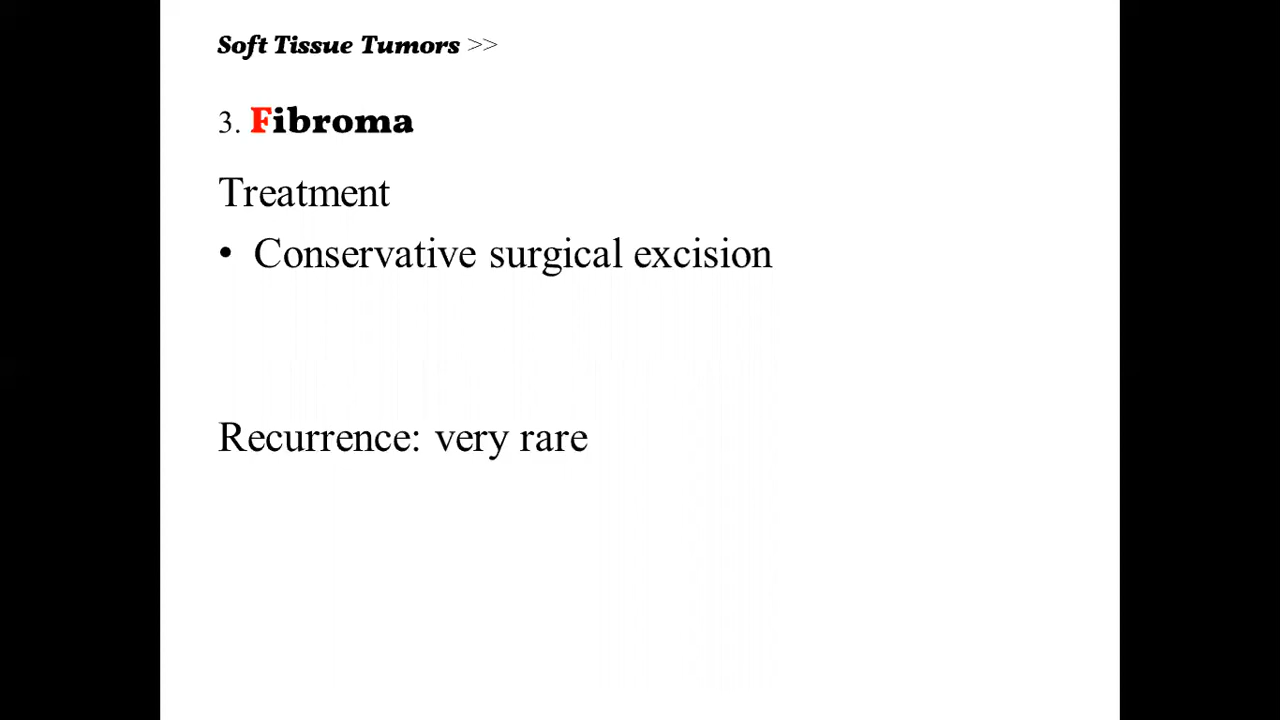 Soft Tissue Tumors >>
3. Fibroma
Treatment
• Conservative surgical excision
Recurrence: very rare